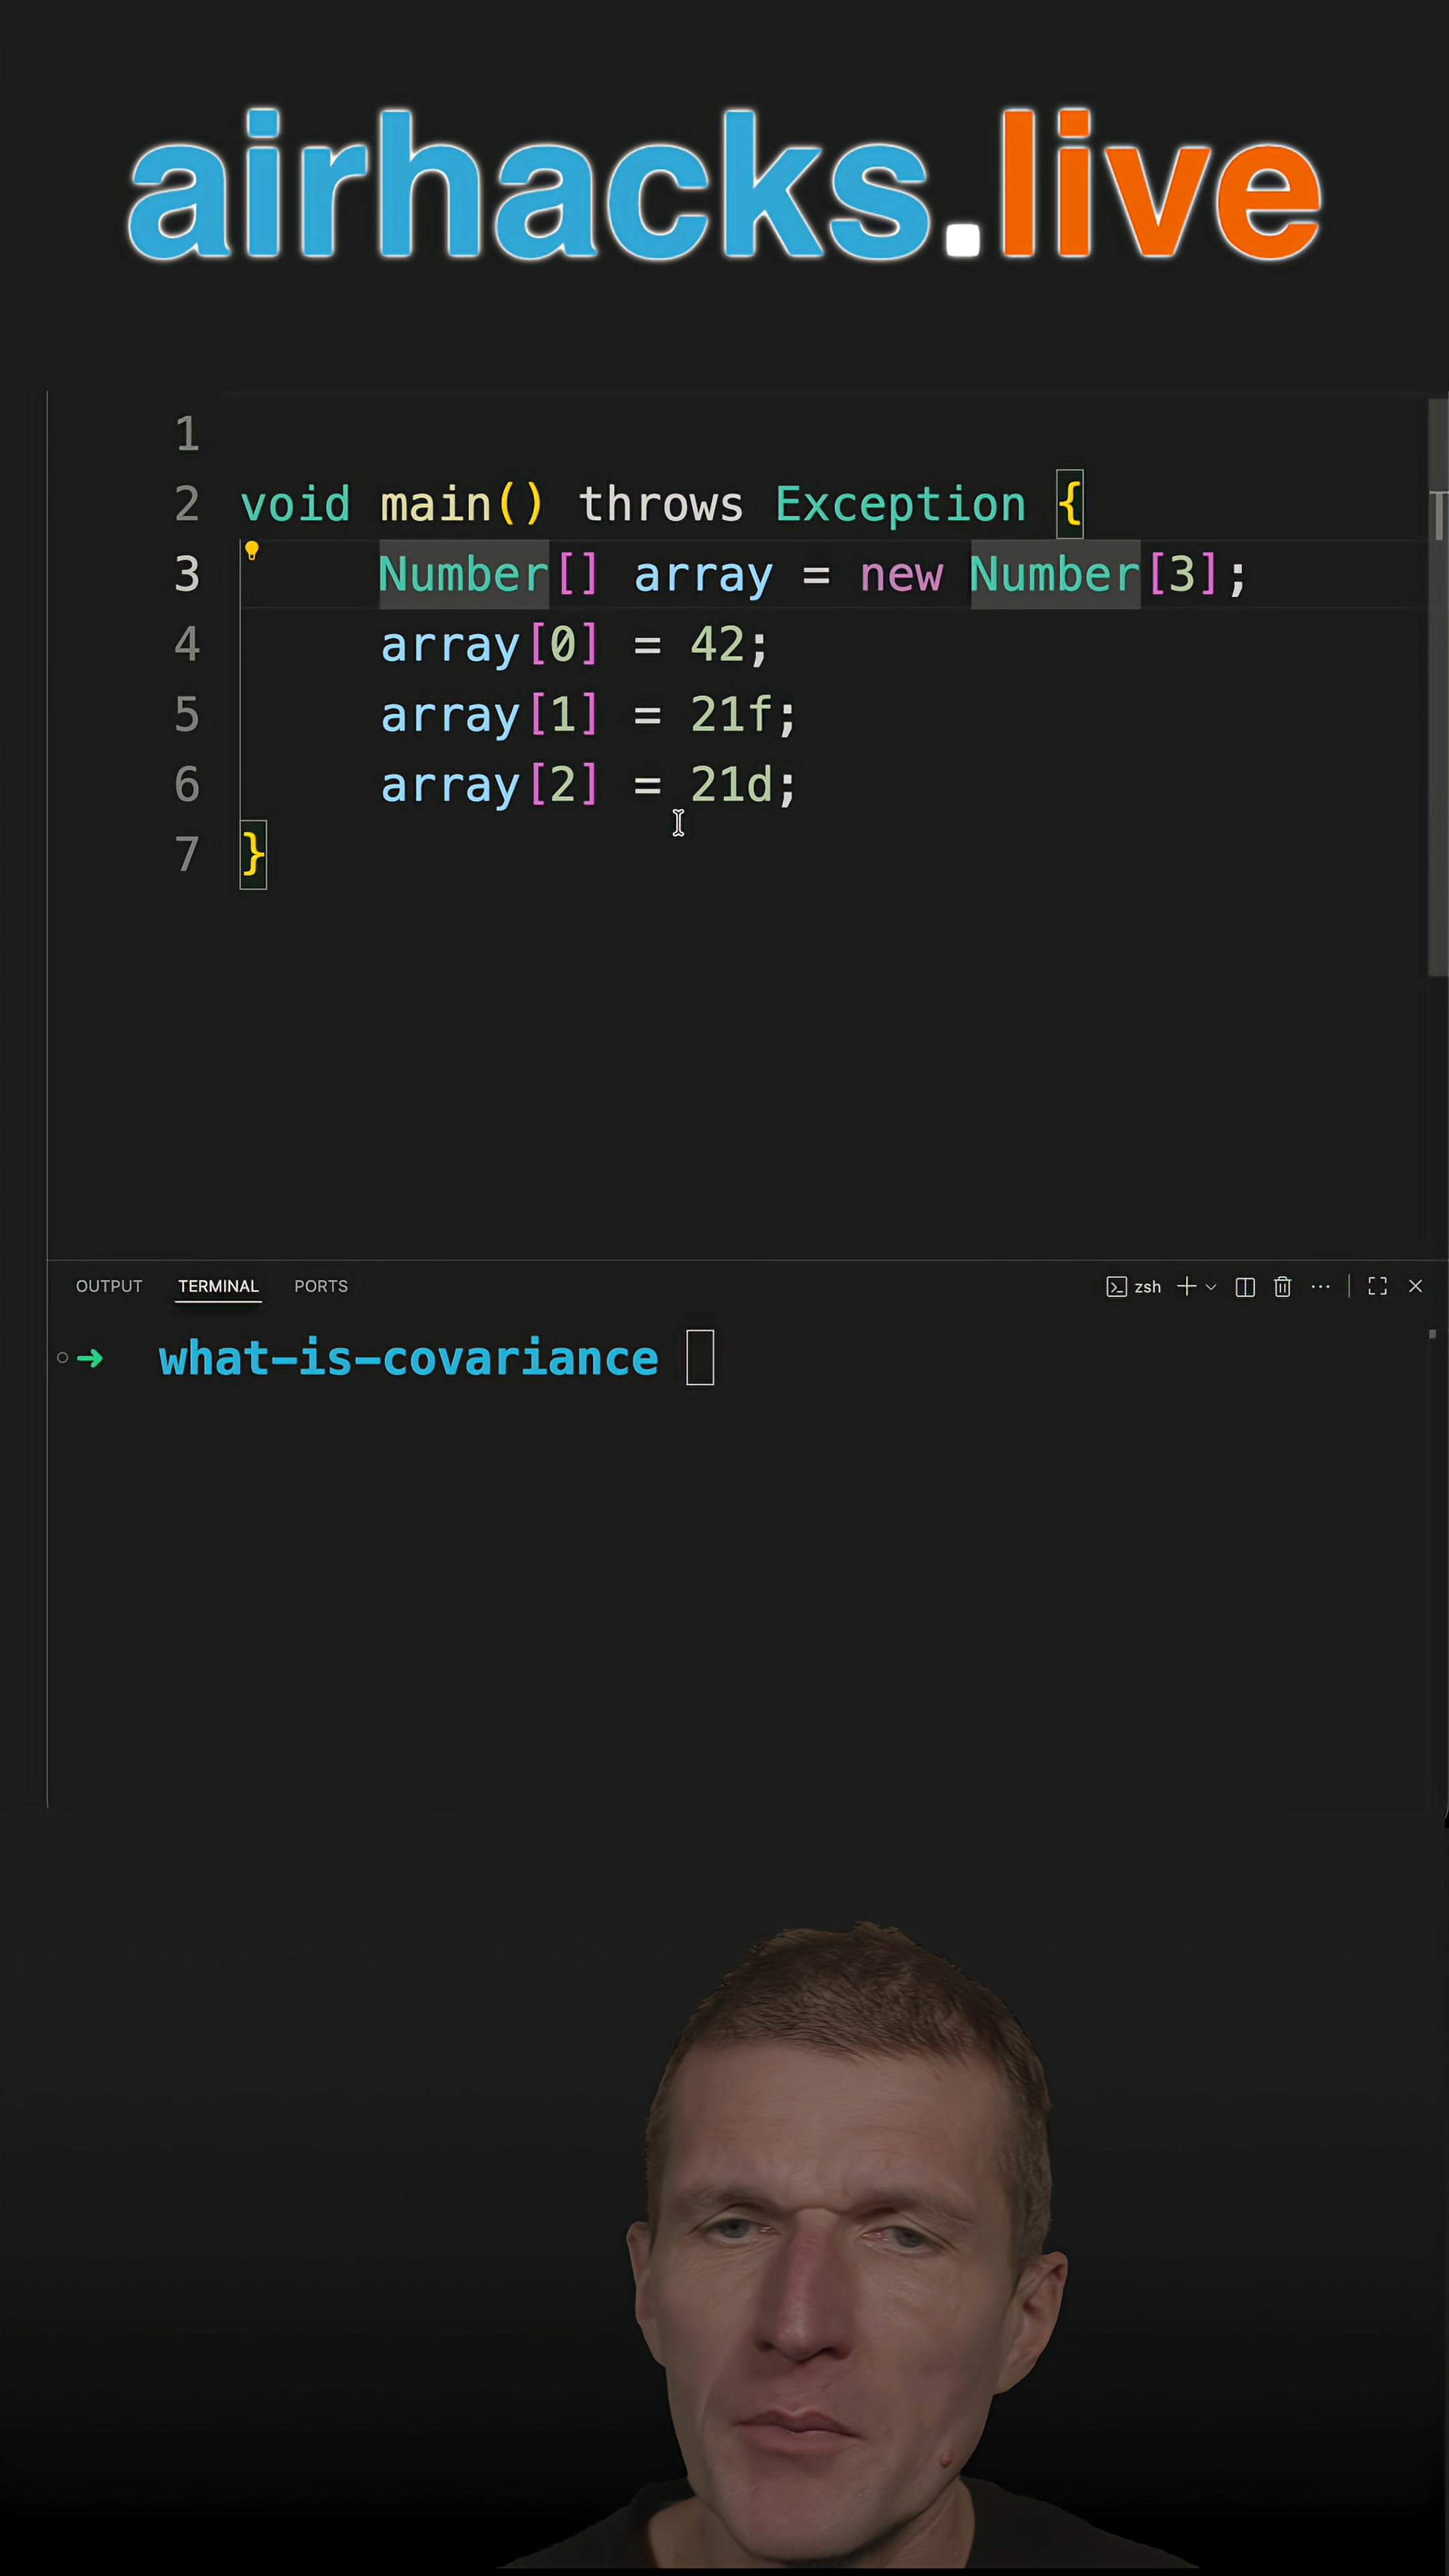 airhacks.live
1
2 void main() throws Exception {
3 Number[] array = new Number[3];
4 array[0] = 42;
5 array[1] = 21f;
6 array[2] = 21d;
7 }
OUTPUT TERMINAL PORTS zsh
➜ what-is-covariance